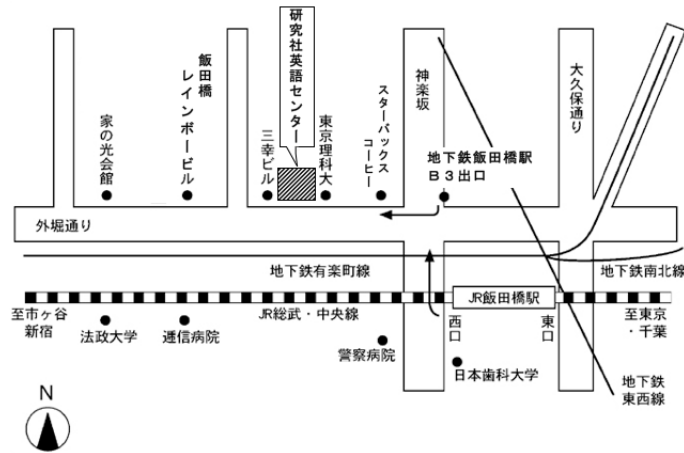 研究社英語センター
飯田橋
レインボービル
家の光会館
三幸ビル
東京理科大
スターバックス
コーヒー
神楽坂
大久保通り
地下鉄飯田橋駅
B3出口
外堀通り
地下鉄有楽町線
地下鉄南北線
JR飯田橋駅
至市ヶ谷
新宿
法政大学
逓信病院
JR総武・中央線
西口
東口
至東京
・千葉
警察病院
日本歯科大学
地下鉄
東西線
N